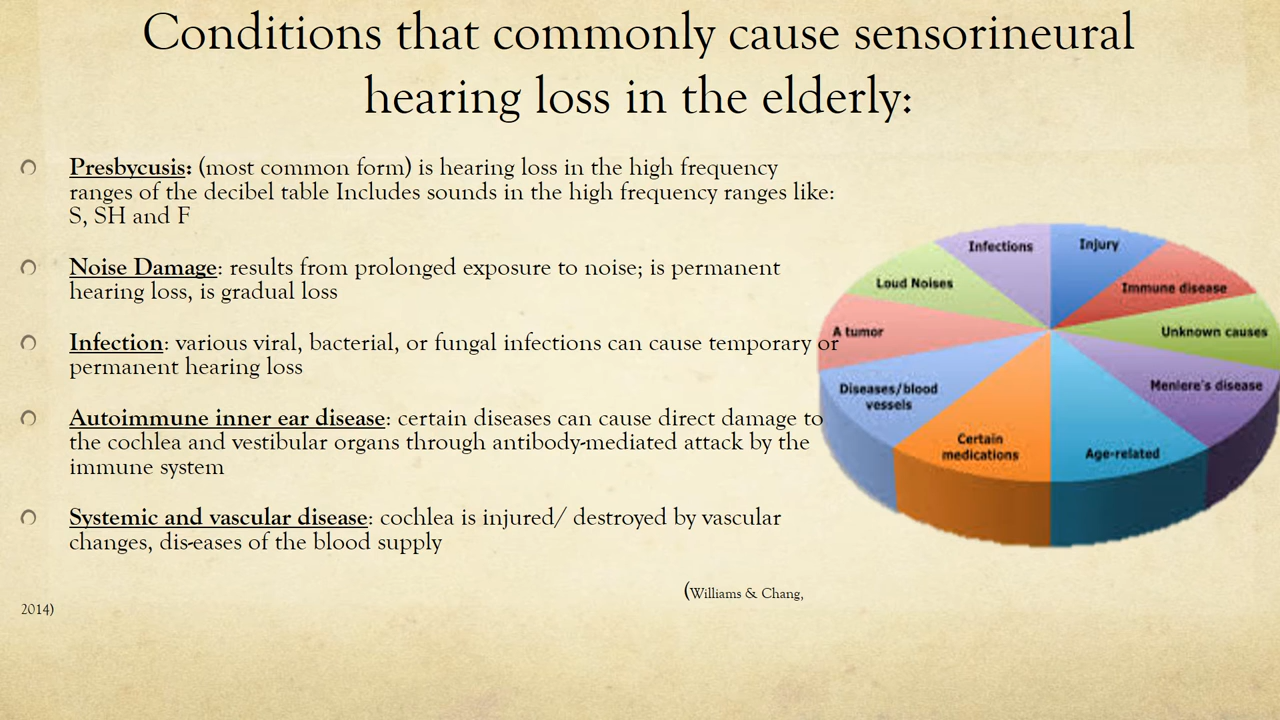 Conditions that commonly cause sensorineural
hearing loss in the elderly:
Presbycusis: (most common form) is hearing loss in the high frequency
ranges of the decibel table Includes sounds in the high frequency ranges like:
S, SH and F
Noise Damage: results from prolonged exposure to noise; is permanent
hearing loss, is gradual loss
Infection: various viral, bacterial, or fungal infections can cause temporary or
permanent hearing loss
Autoimmune inner ear disease: certain diseases can cause direct damage to
the cochlea and vestibular organs through antibody-mediated attack by the
immune system
Systemic and vascular disease: cochlea is injured/ destroyed by vascular
changes, dis-eases of the blood supply
(Williams & Chang,
2014)
Infections
Injury
Loud Noises
Immune disease
A tumor
Unknown causes
Diseases/blood
vessels
Meniere's disease
Certain
medications
Age-related